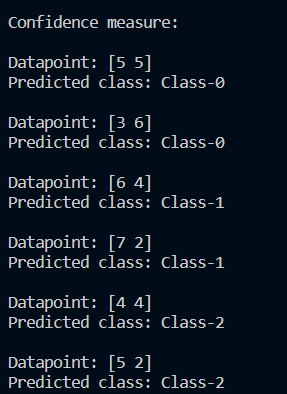 Confidence measure:
Datapoint: [5 5]
Predicted class: Class-0
Datapoint: [3 6]
Predicted class: Class-0
Datapoint: [6 4]
Predicted class: Class-1
Datapoint: [7 2]
Predicted class: Class-1
Datapoint: [4 4]
Predicted class: Class-2
Datapoint: [5 2]
Predicted class: Class-2